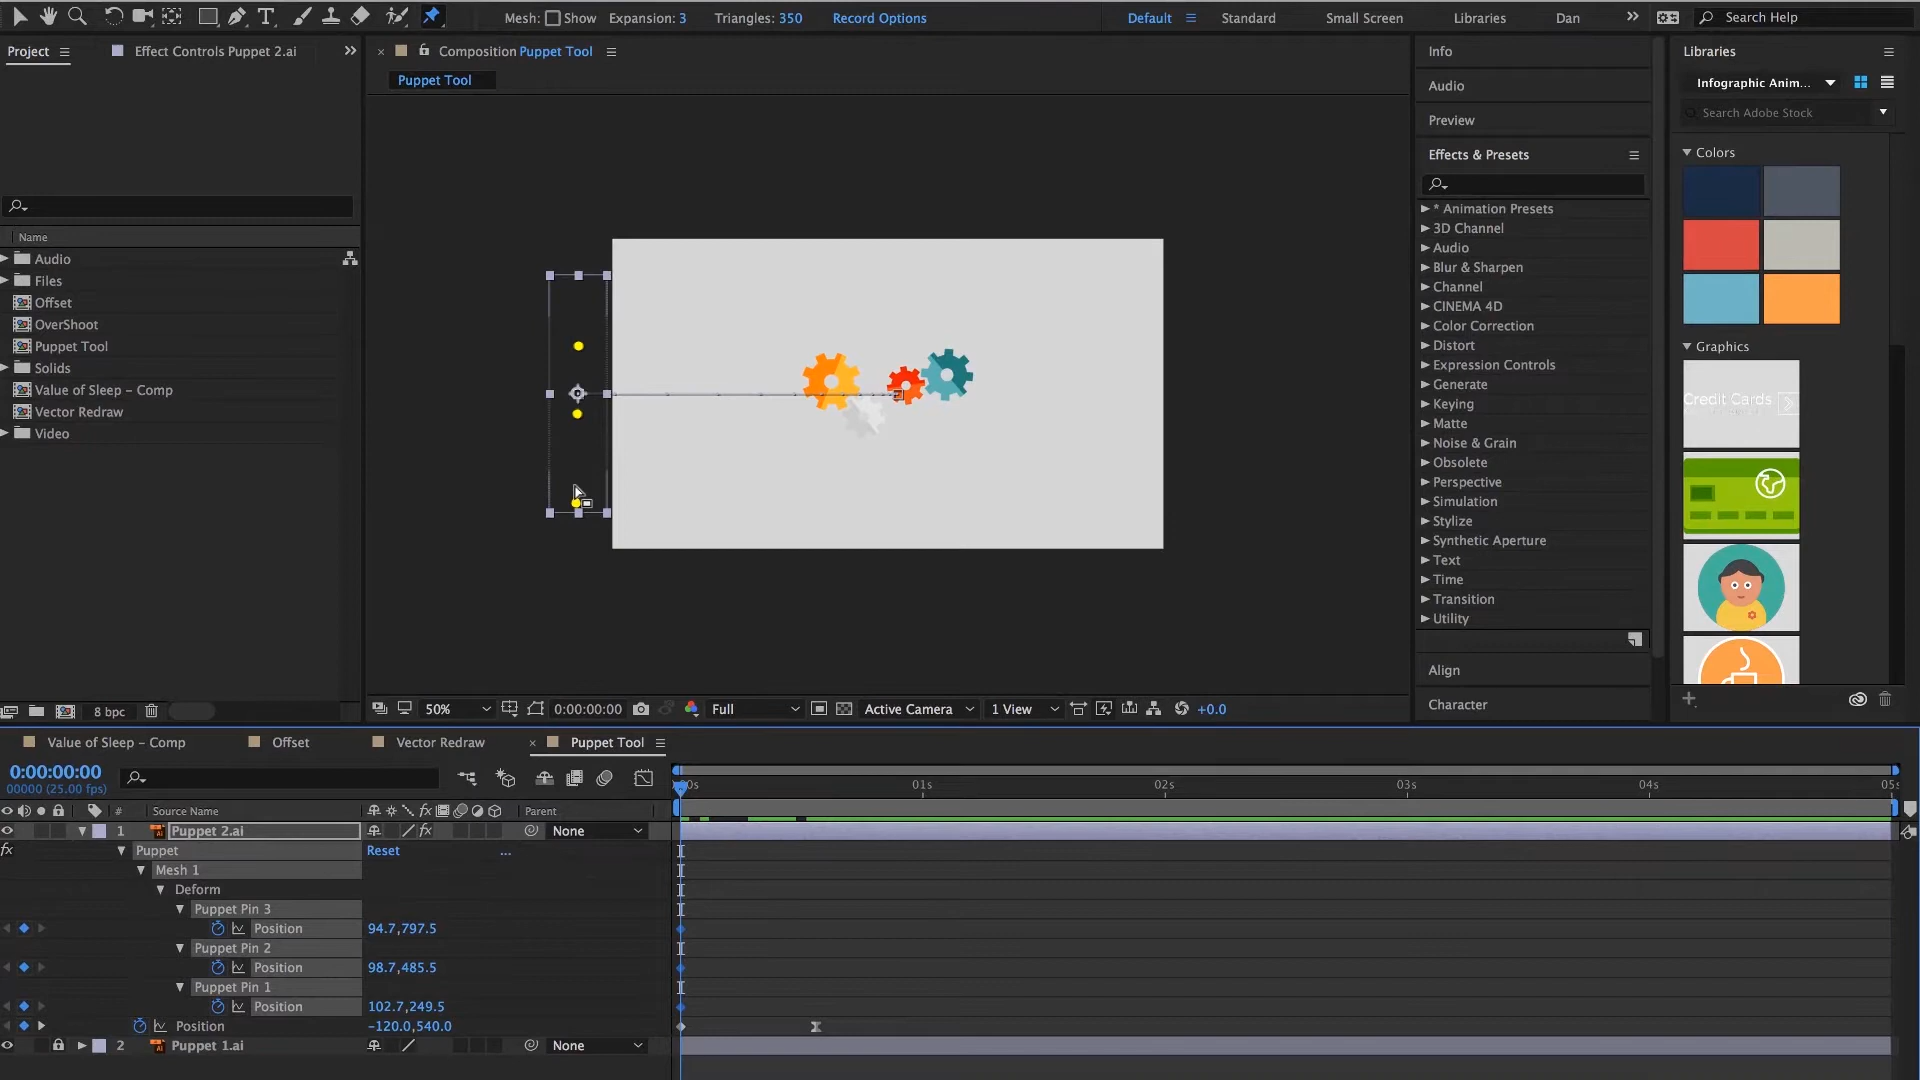 Mesh: Show Expansion: 3 Triangles: 350 Record Options Default Standard Small Screen Libraries Dan Search Help
Project Effect Controls Puppet 2.ai
Composition Puppet Tool
Puppet Tool
Name
Audio
Files
Offset
OverShoot
Puppet Tool
Solids
Value of Sleep – Comp
Vector Redraw
Video
8 bpc
50% 0:00:00:00 Full Active Camera 1 View +0.0
Info
Audio
Preview
Effects & Presets
* Animation Presets
3D Channel
Audio
Blur & Sharpen
Channel
CINEMA 4D
Color Correction
Distort
Expression Controls
Generate
Keying
Matte
Noise & Grain
Obsolete
Perspective
Simulation
Stylize
Synthetic Aperture
Text
Time
Transition
Utility
Align
Character
Libraries
Infographic Anim...
Search Adobe Stock
Colors
Graphics
Credit Cards
Value of Sleep – Comp Offset Vector Redraw Puppet Tool
0:00:00:00
00000 (25.00 fps)
01s 02s 03s 04s
# Source Name fx Parent
1 Puppet 2.ai fx None
fx Puppet Reset ...
Mesh 1
Deform
Puppet Pin 3
Position 94.7,797.5
Puppet Pin 2
Position 98.7,485.5
Puppet Pin 1
Position 102.7,249.5
Position −120.0,540.0
2 Puppet 1.ai None